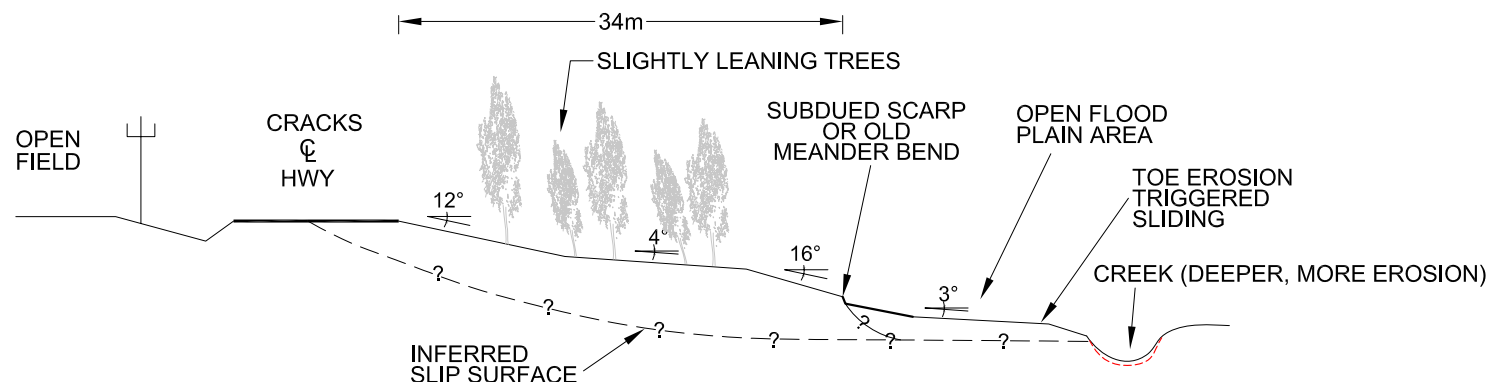 34m
SLIGHTLY LEANING TREES
OPEN
FIELD
CRACKS
℄
HWY
SUBDUED SCARP
OR OLD
MEANDER BEND
OPEN FLOOD
PLAIN AREA
TOE EROSION
TRIGGERED
SLIDING
12°
4°
16°
3°
CREEK (DEEPER, MORE EROSION)
?
?
?
?
?
?
?
INFERRED
SLIP SURFACE